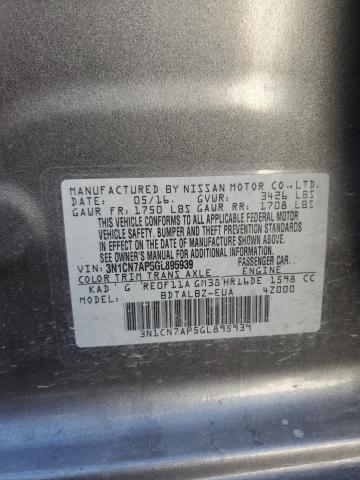 MANUFACTURED BY NISSAN MOTOR CO.,LTD.
DATE: 05/16. GVWR: 3426 LBS
GAWR FR: 1750 LBS GAWR RR: 1708 LBS
THIS VEHICLE CONFORMS TO ALL APPLICABLE FEDERAL MOTOR
VEHICLE SAFETY, BUMPER AND THEFT PREVENTION
STANDARDS IN EFFECT ON THE DATE OF MANUFACTURE SHOWN ABOVE.
SEE OWNER'S MANUAL FOR ADDITIONAL INFORMATION.
VIN: 3N1CN7AP5GL895939 PASSENGER CAR
COLOR TRIM TRANS AXLE ENGINE
KAD G RE0F11A GM38 HR16DE 1598 CC
MODEL: BDTALBZ-EUA 4Z000
3N1CN7AP5GL895939